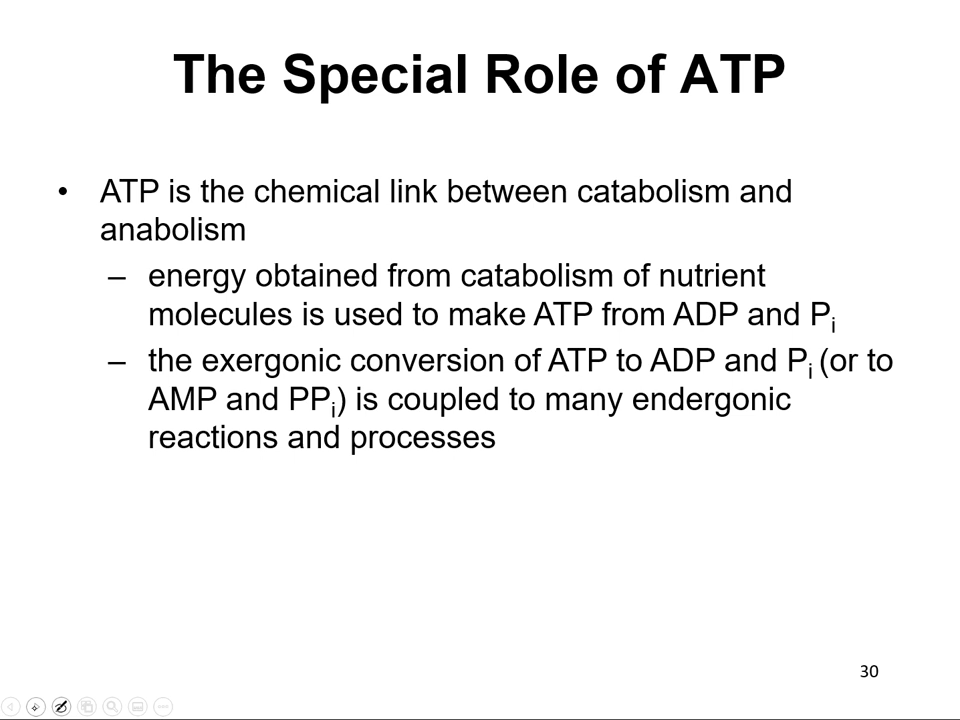 The Special Role of ATP
• ATP is the chemical link between catabolism and
anabolism
– energy obtained from catabolism of nutrient
molecules is used to make ATP from ADP and Pi
– the exergonic conversion of ATP to ADP and Pi (or to
AMP and PPi) is coupled to many endergonic
reactions and processes
30